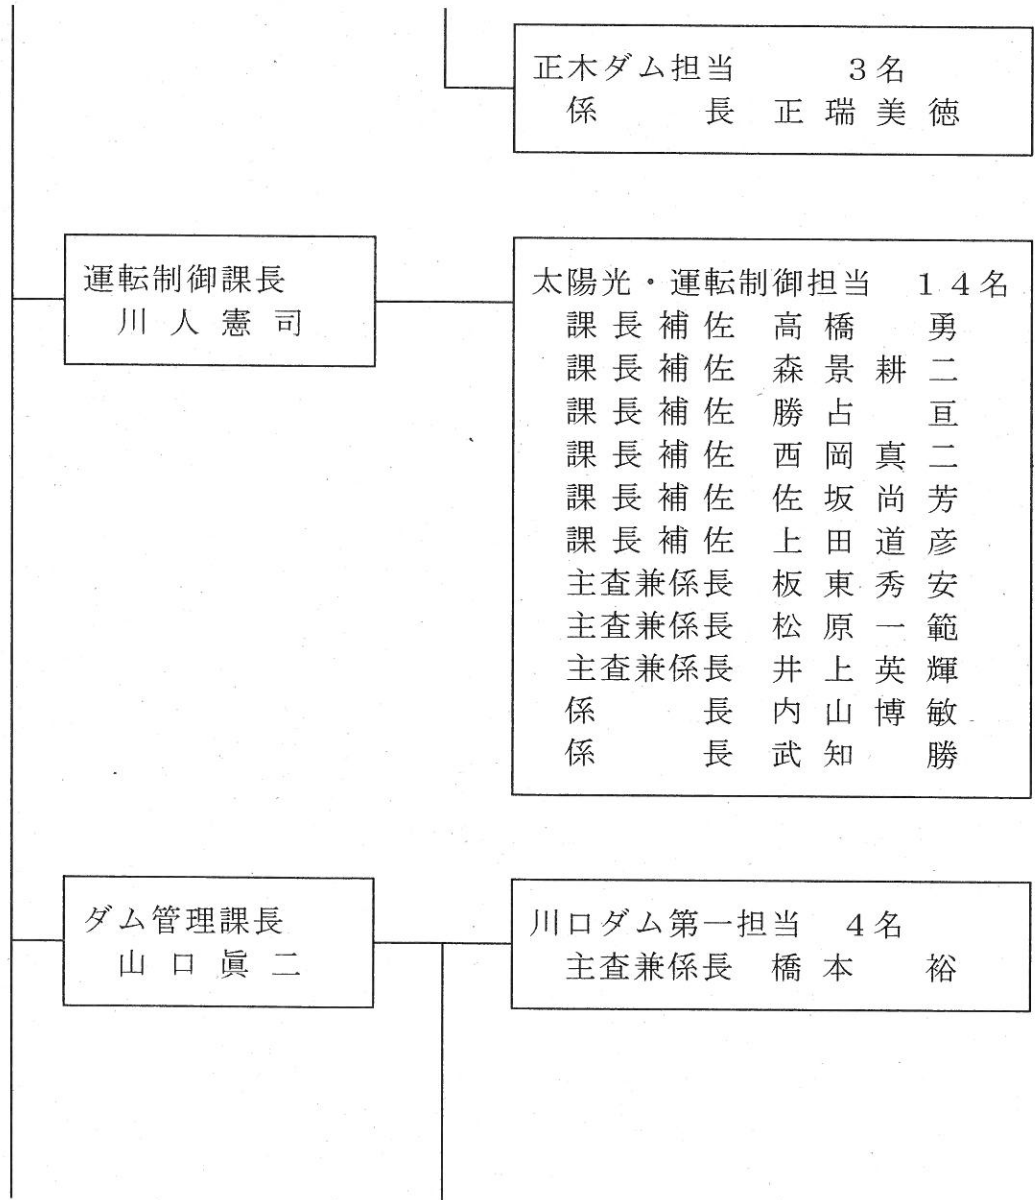 正木ダム担当 3名
係 長 正瑞美徳
運転制御課長
川人憲司
太陽光・運転制御担当 14名
課長補佐 高橋 勇
課長補佐 森景耕二
課長補佐 勝占 亘
課長補佐 西岡真二
課長補佐 佐坂尚芳
課長補佐 上田道彦
主査兼係長 板東秀安
主査兼係長 松原一範
主査兼係長 井上英輝
係 長 内山博敏
係 長 武知 勝
ダム管理課長
山口眞二
川口ダム第一担当 4名
主査兼係長 橋本 裕